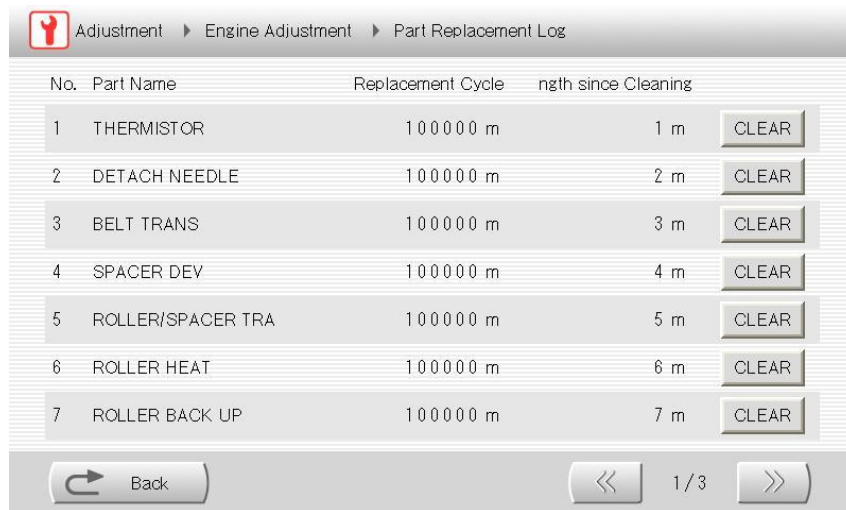 Adjustment ▶ Engine Adjustment ▶ Part Replacement Log
No. Part Name Replacement Cycle ngth since Cleaning
1 THERMISTOR 100000 m 1 m CLEAR
2 DETACH NEEDLE 100000 m 2 m CLEAR
3 BELT TRANS 100000 m 3 m CLEAR
4 SPACER DEV 100000 m 4 m CLEAR
5 ROLLER/SPACER TRA 100000 m 5 m CLEAR
6 ROLLER HEAT 100000 m 6 m CLEAR
7 ROLLER BACK UP 100000 m 7 m CLEAR
Back 1/3